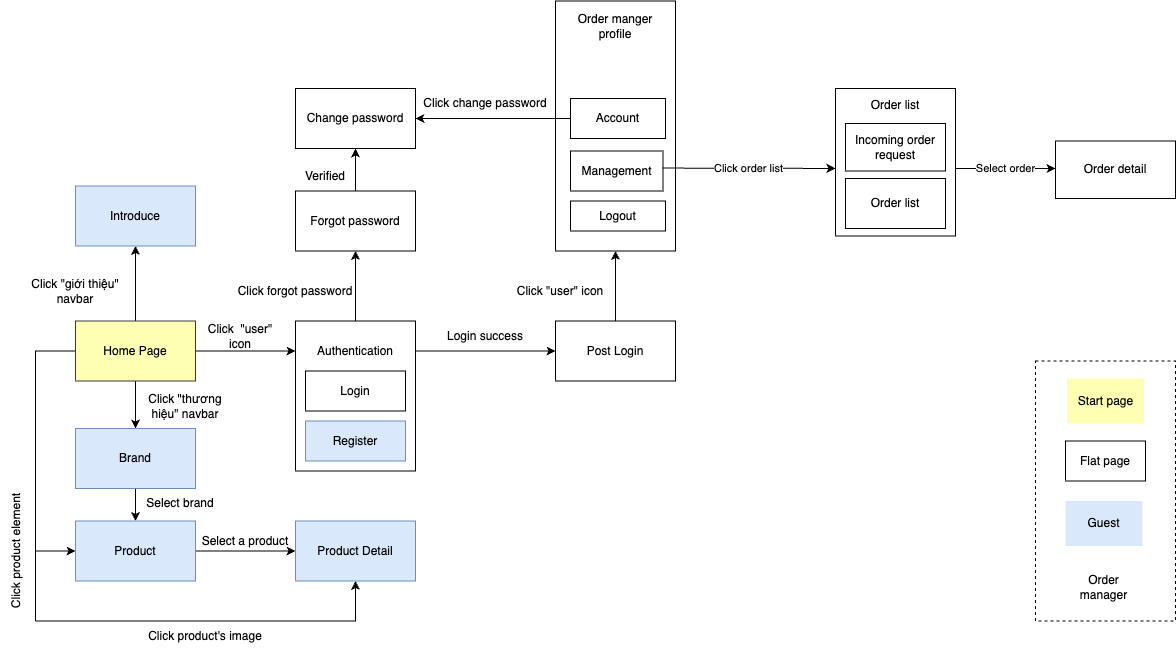 Order manger
profile
Click change password
Change password
Account
Order list
Incoming order
request
Verified
Management
Click order list
Select order
Order detail
Order list
Introduce
Forgot password
Logout
Click "giới thiệu"
navbar
Click forgot password
Click "user" icon
Home Page
Click "user"
icon
Authentication
Login success
Post Login
Login
Register
Click "thương
hiệu" navbar
Brand
Select brand
Click product element
Product
Select a product
Product Detail
Click product's image
Start page
Flat page
Guest
Order
manager